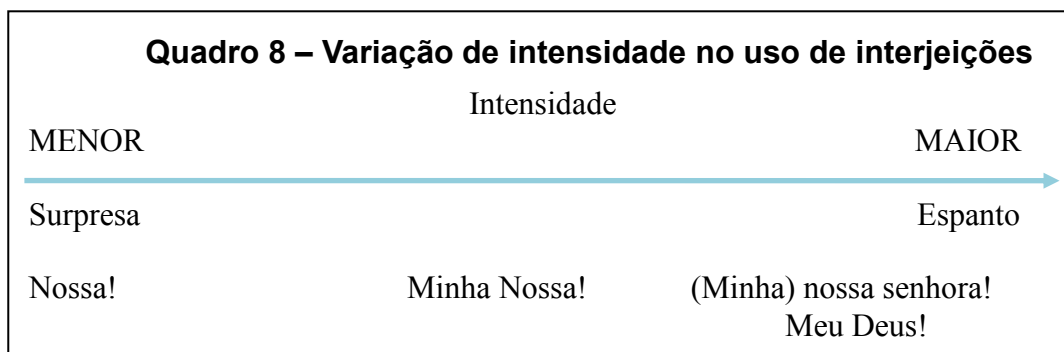 Quadro 8 – Variação de intensidade no uso de interjeições
Intensidade
MENOR MAIOR
Surpresa Espanto
Nossa! Minha Nossa! (Minha) nossa senhora!
Meu Deus!